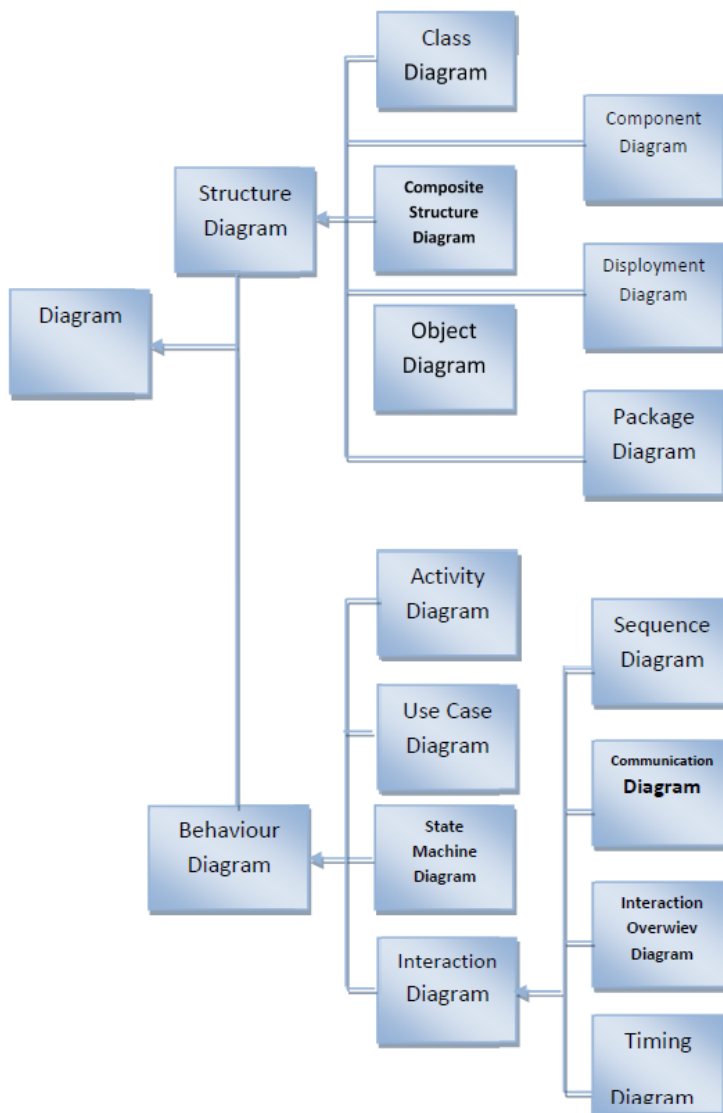 Class
Diagram
Component
Diagram
Structure
Diagram
Composite
Structure
Diagram
Disployment
Diagram
Diagram
Object
Diagram
Package
Diagram
Activity
Diagram
Sequence
Diagram
Use Case
Diagram
Communication
Diagram
Behaviour
Diagram
State
Machine
Diagram
Interaction
Overwiev
Diagram
Interaction
Diagram
Timing
Diagram